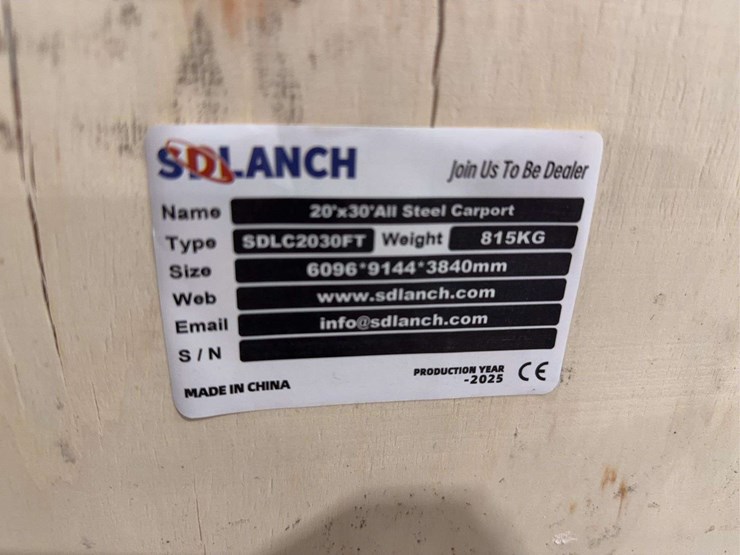 SDLANCH
Join Us To Be Dealer
Name 20'x30'All Steel Carport
Type SDLC2030FT Weight 815KG
Size 6096*9144*3840mm
Web www.sdlanch.com
Email info@sdlanch.com
S/N
MADE IN CHINA
PRODUCTION YEAR
-2025
CE